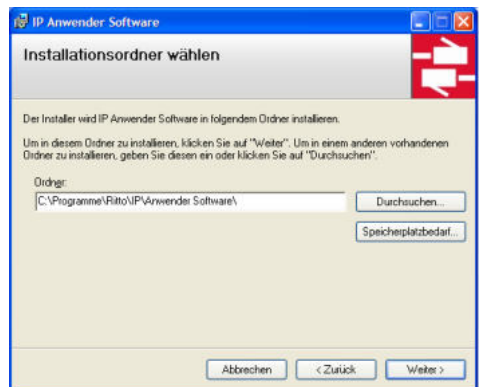 IP Anwender Software
Installationsordner wählen
Der Installer wird IP Anwender Software in folgendem Ordner installieren.
Um in diesem Ordner zu installieren, klicken Sie auf "Weiter". Um in einem anderen vorhandenen
Ordner zu installieren, geben Sie diesen ein oder klicken Sie auf "Durchsuchen".
Ordner:
C:\Programme\Ritto\IP\Anwender Software\
Durchsuchen...
Speicherplatzbedarf...
Abbrechen
< Zurück
Weiter >